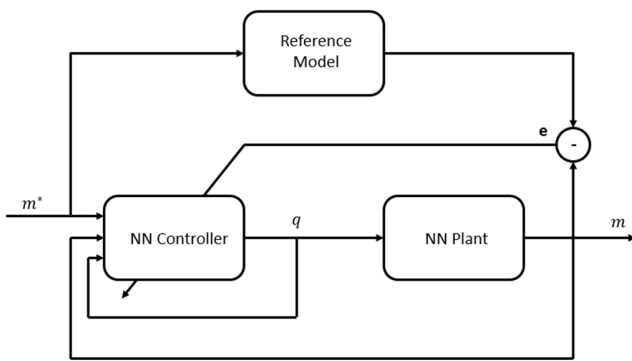 Reference
Model
e
-
m*
NN Controller
q
NN Plant
m